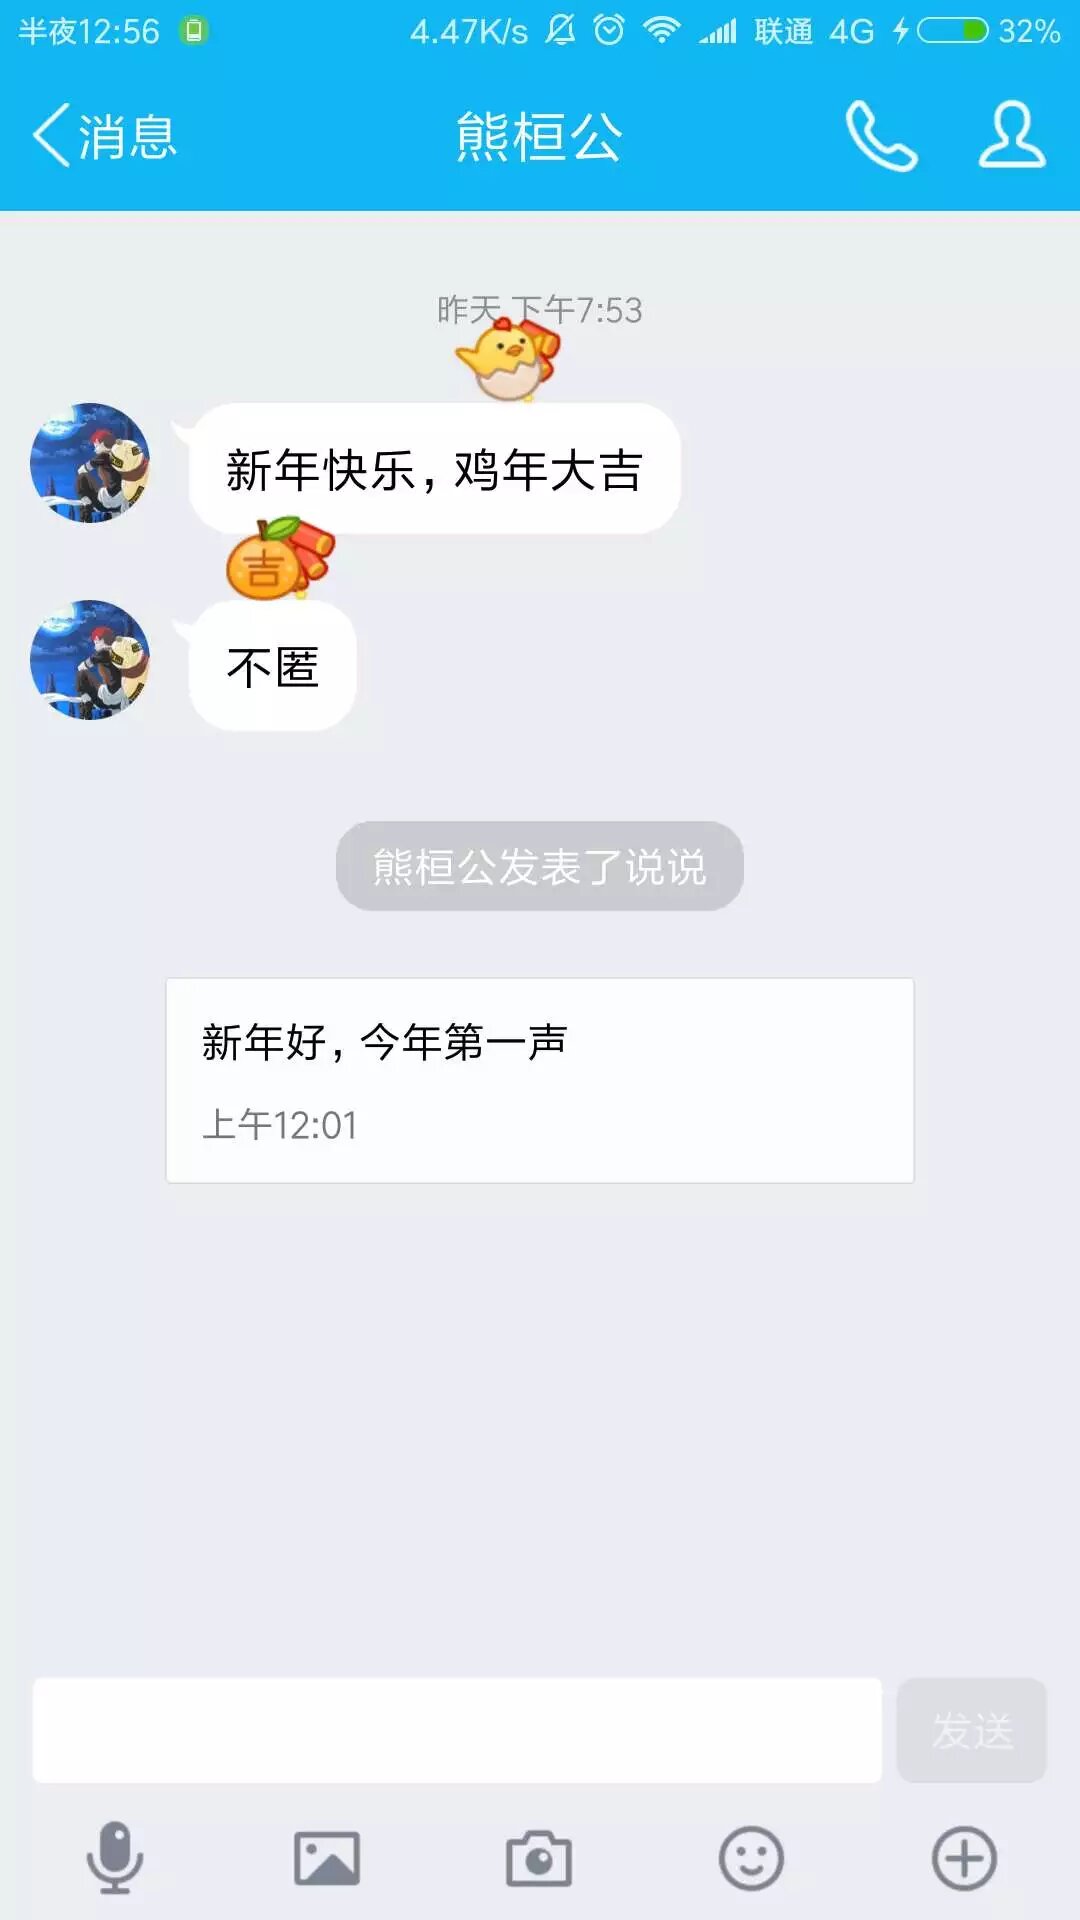 半夜12:56 4.47K/s 联通 4G 32%
消息 熊桓公
昨天 下午7:53
新年快乐，鸡年大吉
吉
不匿
熊桓公发表了说说
新年好，今年第一声
上午12:01
发送